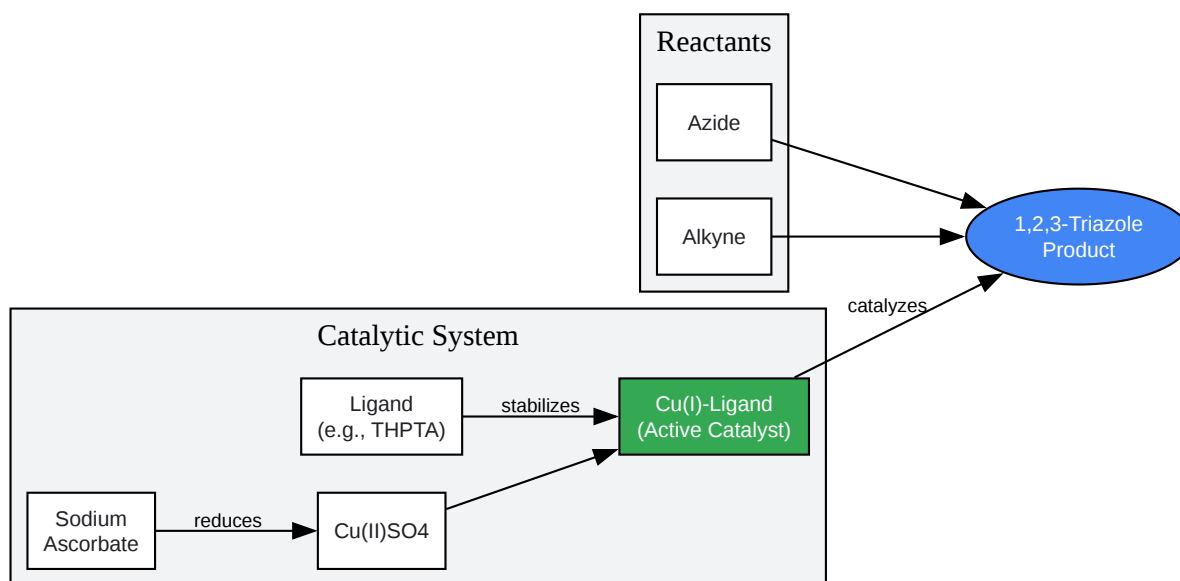 Reactants
Azide
Alkyne
1,2,3-Triazole
Product
catalyzes
Catalytic System
Ligand
(e.g., THPTA)
stabilizes
Cu(I)-Ligand
(Active Catalyst)
Sodium
Ascorbate
reduces
Cu(II)SO4